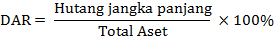 DAR = Hutang jangka panjang / Total Aset × 100%